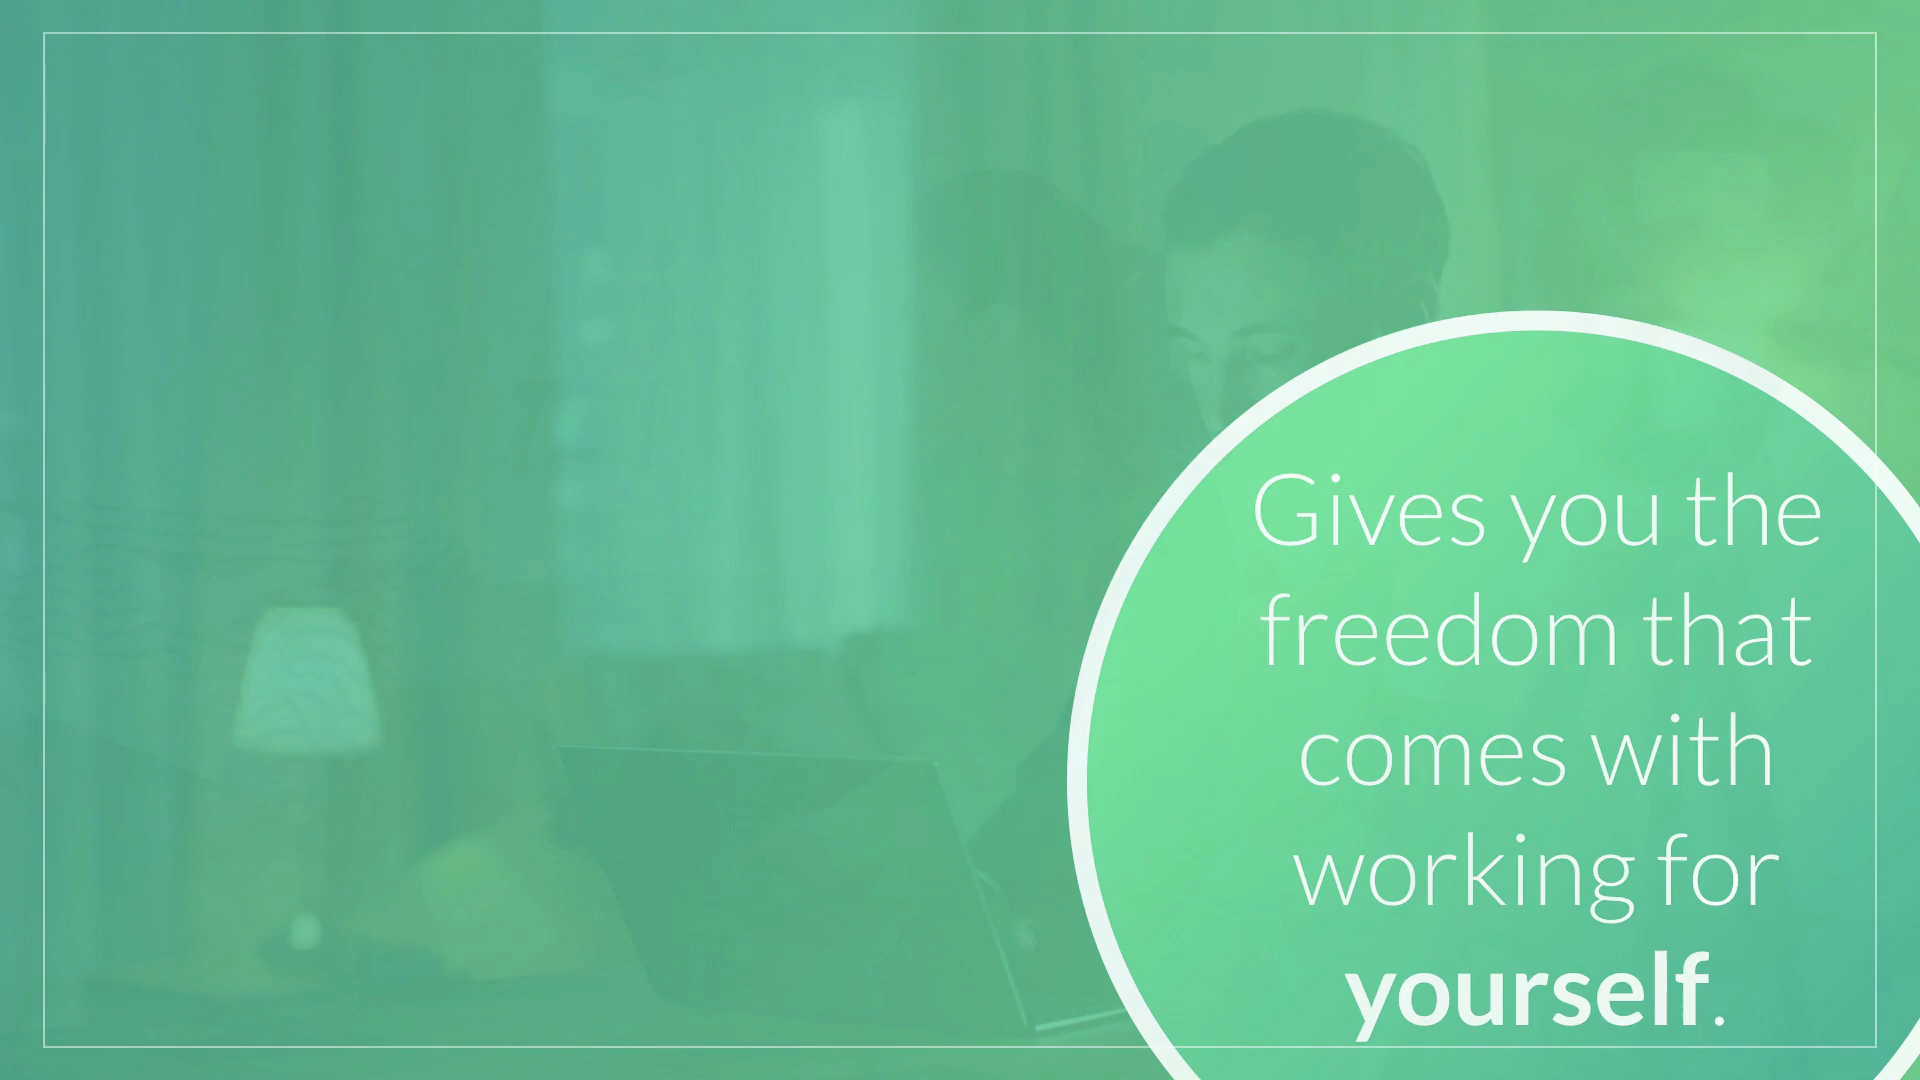 Gives you the
freedom that
comes with
working for
yourself.